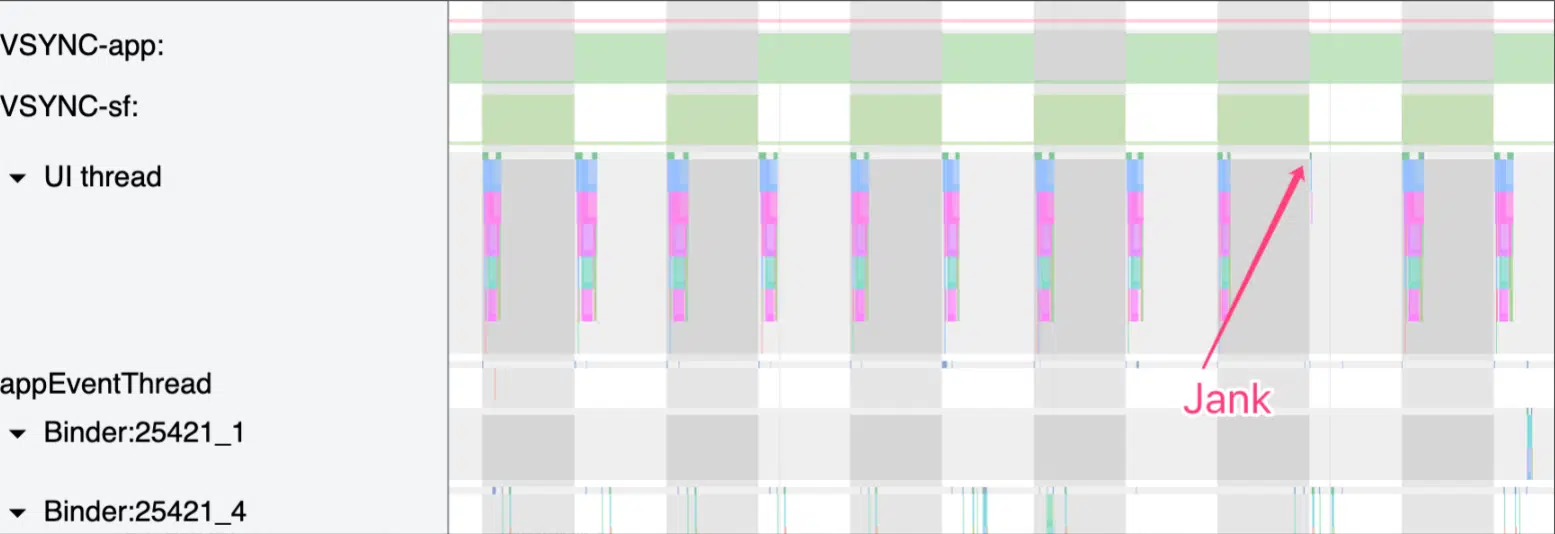 VSYNC-app:
VSYNC-sf:
UI thread
appEventThread
Jank
Binder:25421_1
Binder:25421_4